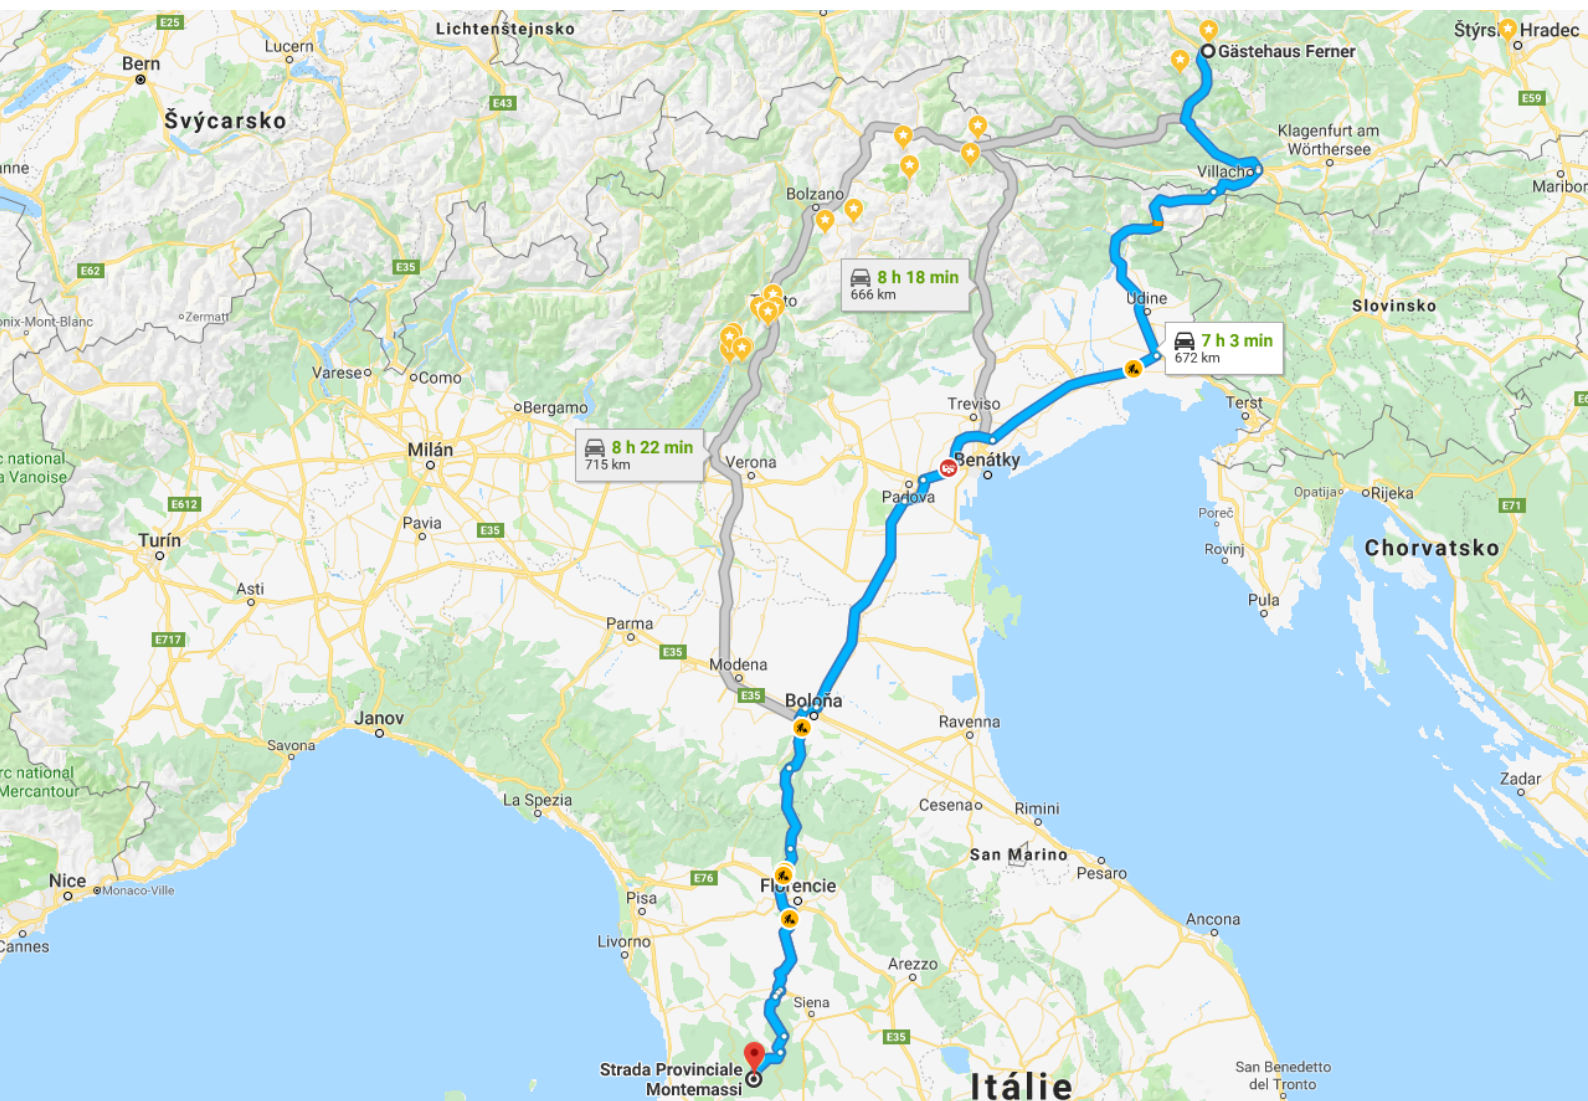 E25
Lichtenštejnsko
Štýrs
Hradec
Lucern
Gästehaus Ferner
Bern
E43
E59
Švýcarsko
Klagenfurt am
Wörthersee
Villach
Maribor
Bolzano
E62
E35
8 h 18 min
666 km
Udine
Slovinsko
onix-Mont-Blanc
Zermatt
7 h 3 min
672 km
Varese
Como
Bergamo
Treviso
Terst
8 h 22 min
715 km
Milán
Verona
Benátky
c national
a Vanoise
Padova
Opatija
Rijeka
E612
E71
Pavia
E35
Poreč
Turín
Rovinj
Chorvatsko
Asti
Pula
Parma
E717
E35
Modena
E35
Boloňa
Janov
Ravenna
Savona
rc national
Mercantour
Zadar
La Spezia
Cesena
Rimini
San Marino
Pesaro
Nice
Monaco-Ville
E76
Florencie
Pisa
Ancona
Cannes
Livorno
Arezzo
Siena
E35
Strada Provinciale
Montemassi
San Benedetto
del Tronto
Itálie